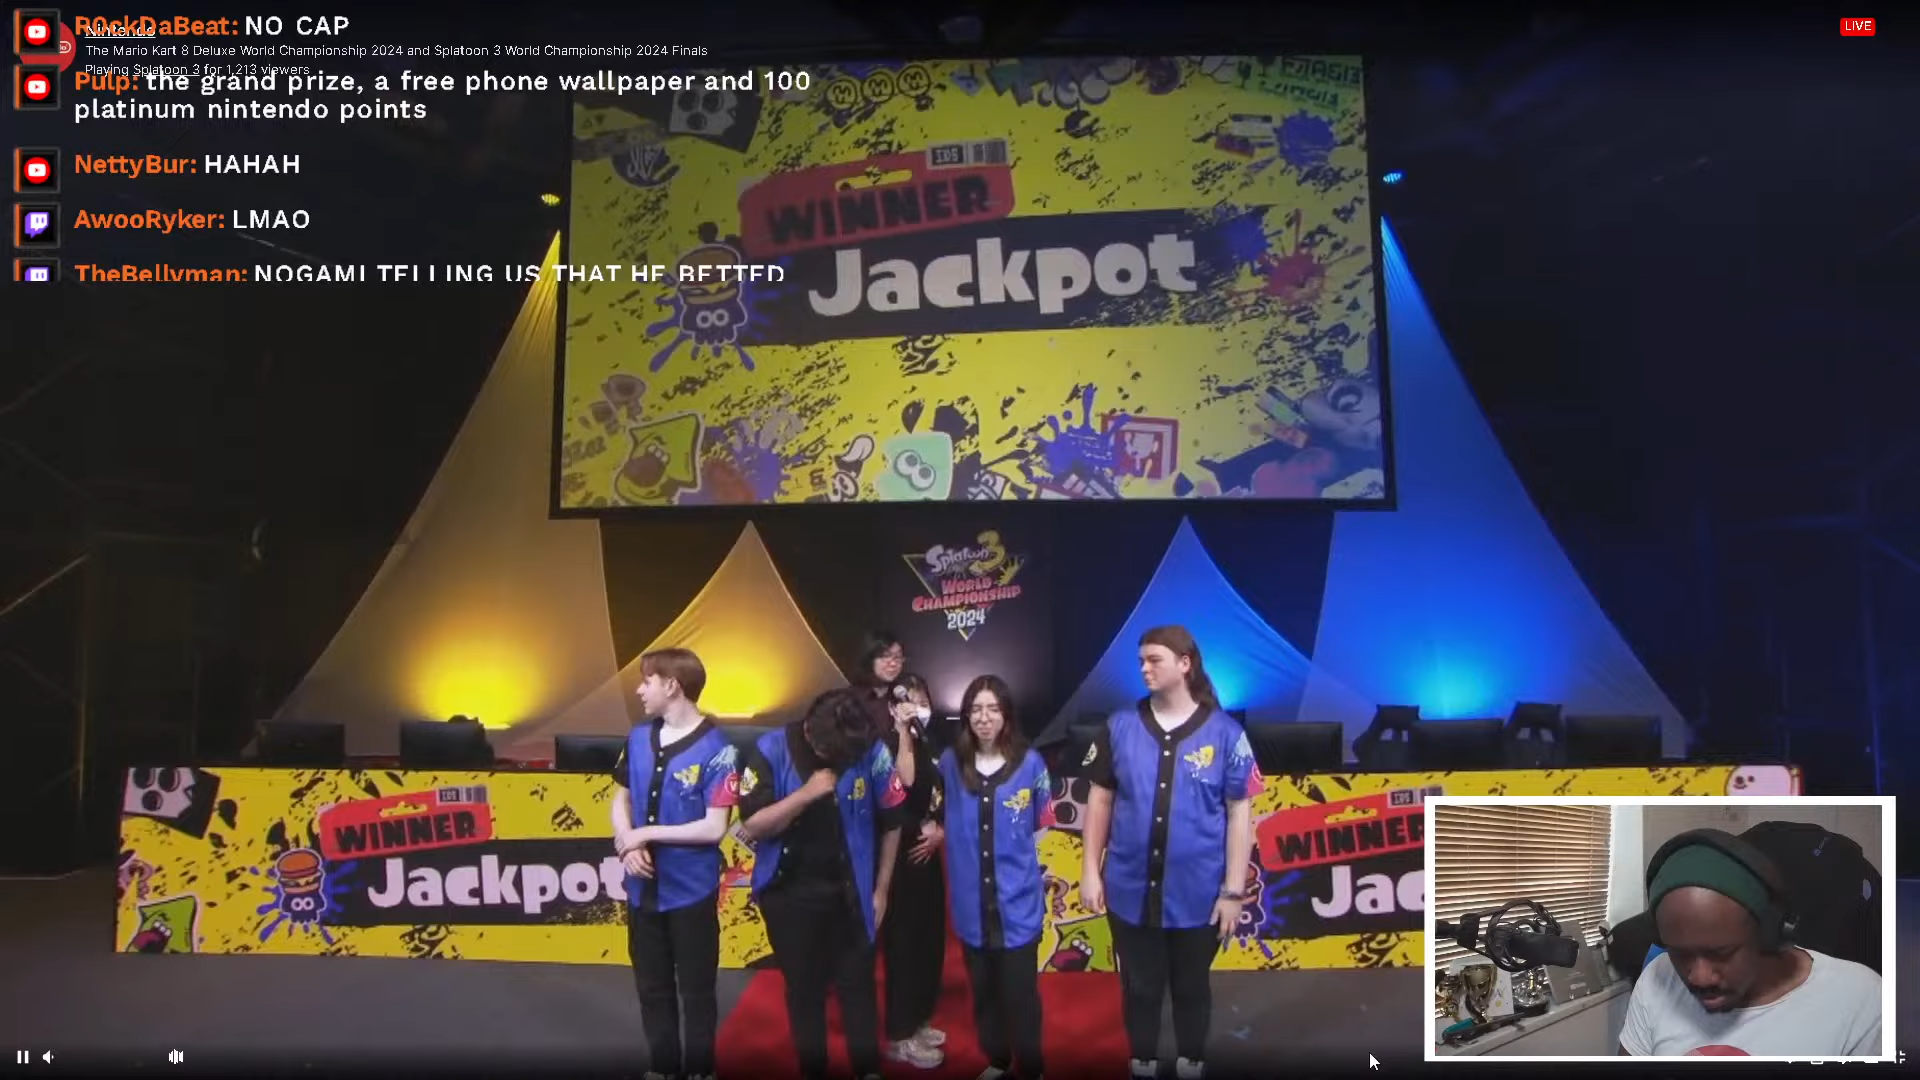 R0ckDaBeat: NO CAP
Nintendo
The Mario Kart 8 Deluxe World Championship 2024 and Splatoon 3 World Championship 2024 Finals
Playing Splatoon 3 for 1,213 viewers
Pulp: the grand prize, a free phone wallpaper and 100
platinum nintendo points
NettyBur: HAHAH
AwooRyker: LMAO
TheBellyman: NOGAMI TELLING US THAT HE BETTED
LIVE
WINNER
Jackpot
Splatoon 3
WORLD
CHAMPIONSHIP
2024
WINNER
Jackpot
WINNER
Jac